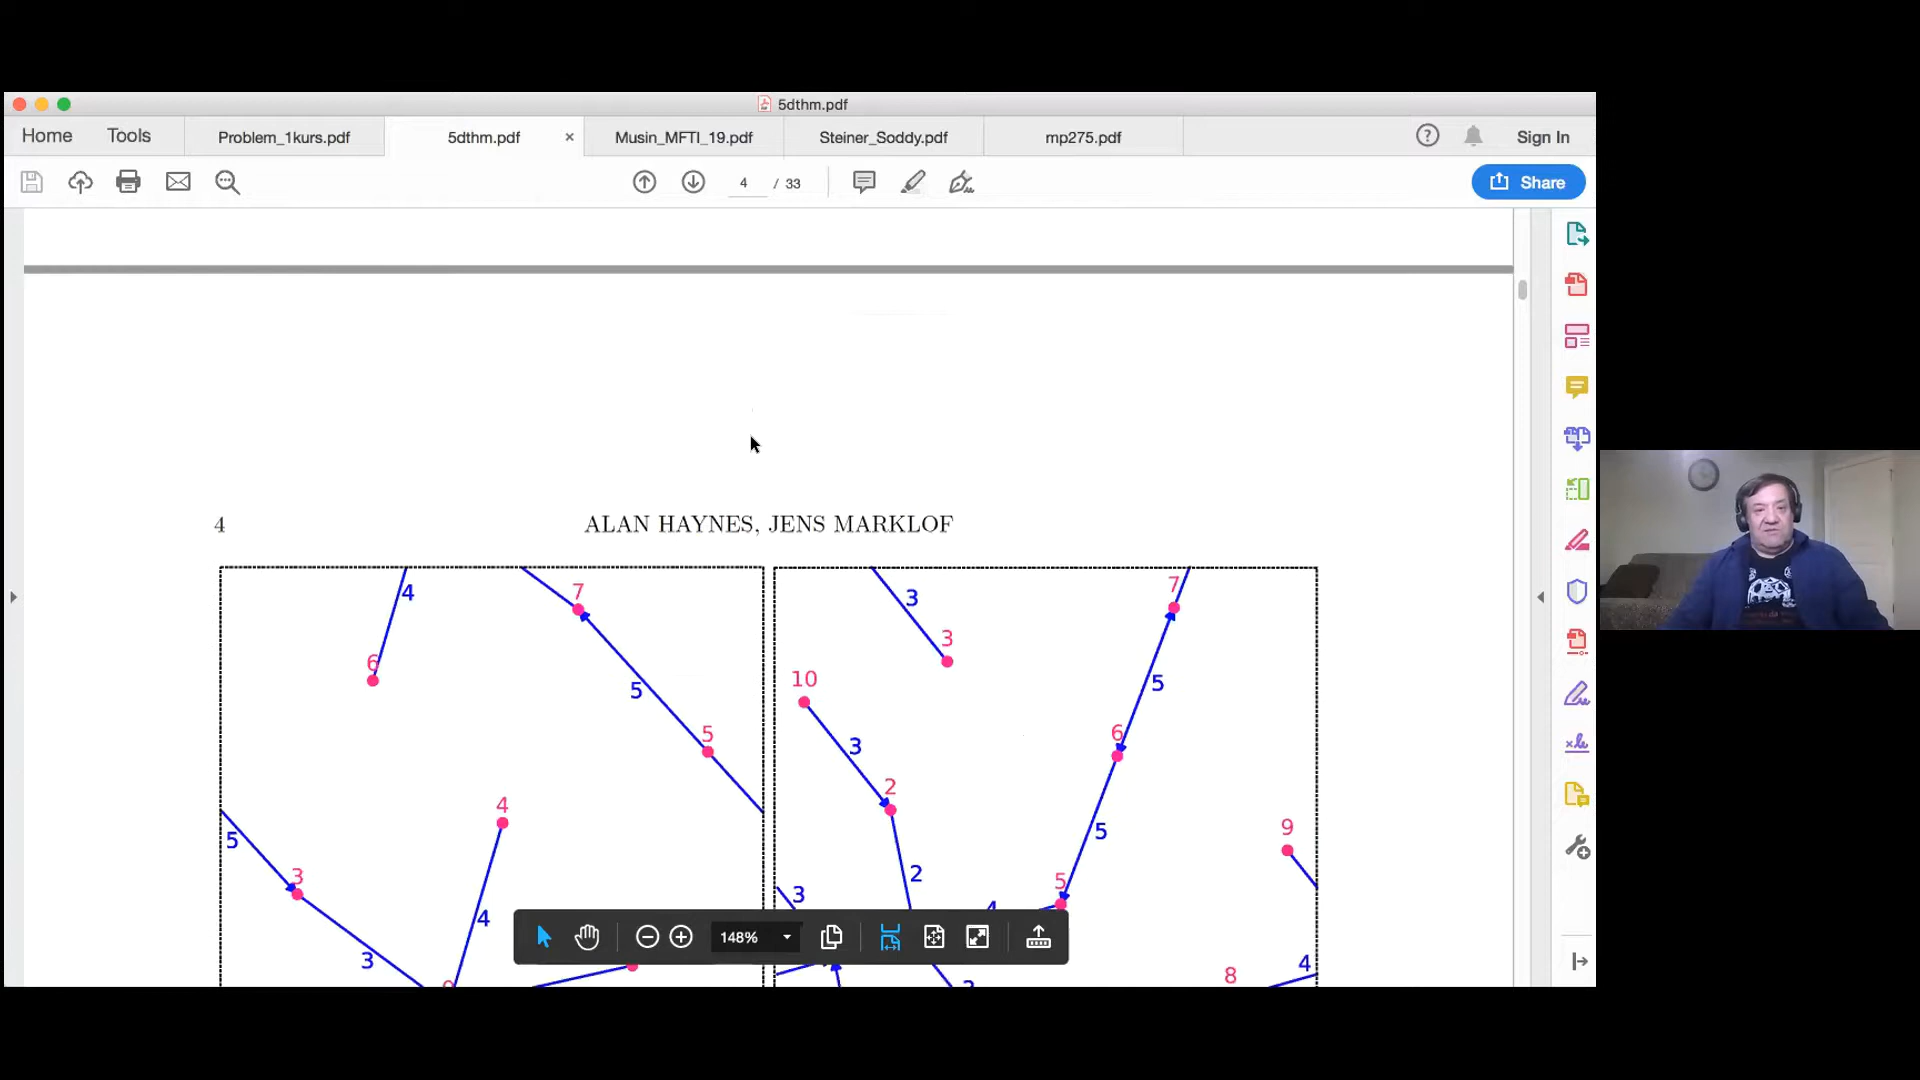 5dthm.pdf
Home Tools Problem_1kurs.pdf 5dthm.pdf × Musin_MFTI_19.pdf Steiner_Soddy.pdf mp275.pdf ? Sign In
4 / 33 Share
4 ALAN HAYNES, JENS MARKLOF
4 7 3 7
6 3
5 10 5
5 3 6
4 2
5 9
5 3 2 5
4 3 4
3 8 4
148%